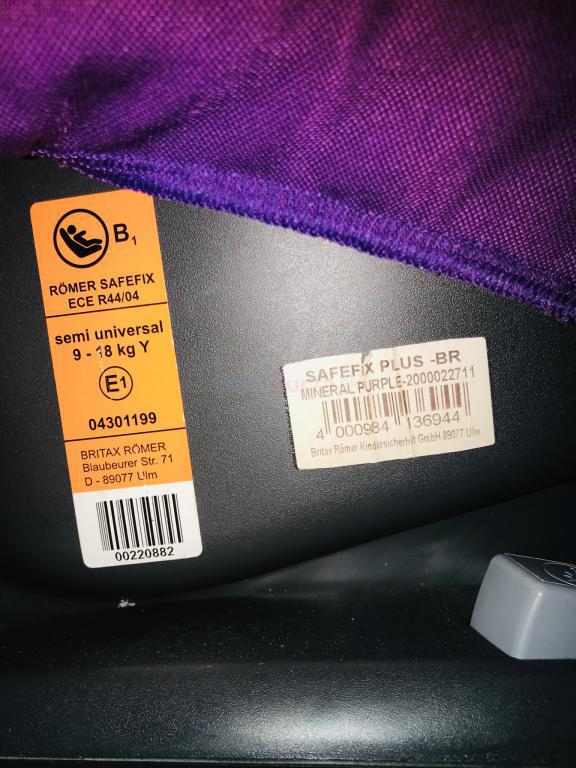 B1
RÖMER SAFEFIX
ECE R44/04
semi universal
9 - 18 kg Y
E1
04301199
BRITAX RÖMER
Blaubeurer Str. 71
D - 89077 Ulm
00220882
SAFEFIX PLUS -BR
MINERAL PURPLE-2000022711
4 000984 136944
Britax Römer Kindersicherheit GmbH 89077 Ulm